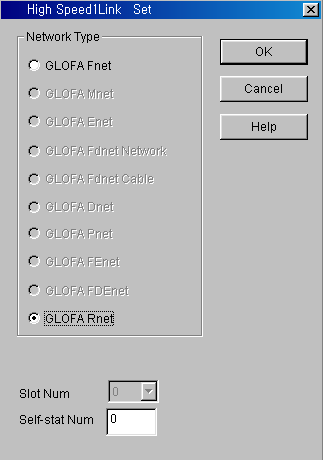 High Speed1Link Set
Network Type
GLOFA Fnet
GLOFA Mnet
GLOFA Enet
GLOFA Fdnet Network
GLOFA Fdnet Cable
GLOFA Dnet
GLOFA Pnet
GLOFA FEnet
GLOFA FDEnet
GLOFA Rnet
OK
Cancel
Help
Slot Num 0
Self-stat Num 0